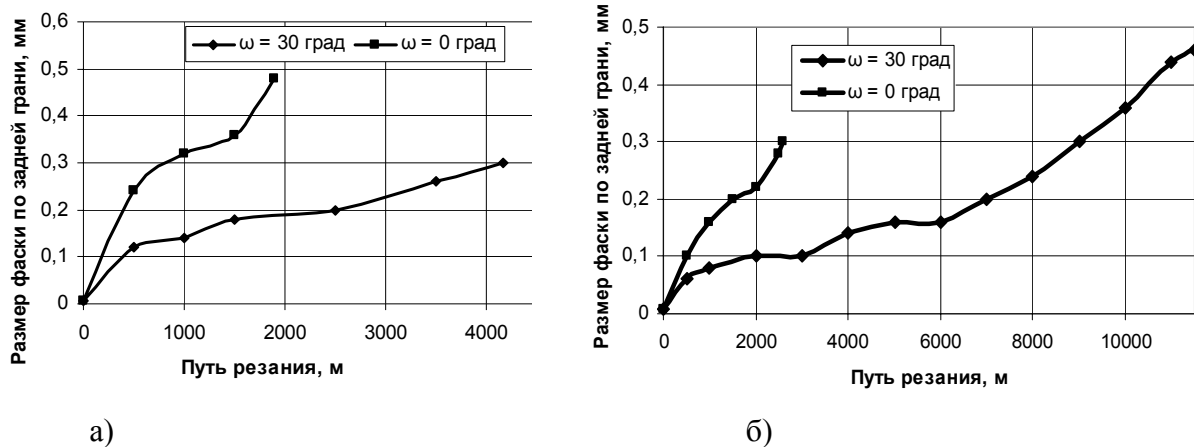 Размер фаски по задней грани, мм
0,6
0,5
0,4
0,3
0,2
0,1
0
ω = 30 град
ω = 0 град
0
1000
2000
3000
4000
Путь резания, м
а)
Размер фаски по задней грани, мм
0,5
0,4
0,3
0,2
0,1
0
ω = 30 град
ω = 0 град
0
2000
4000
6000
8000
10000
Путь резания, м
б)